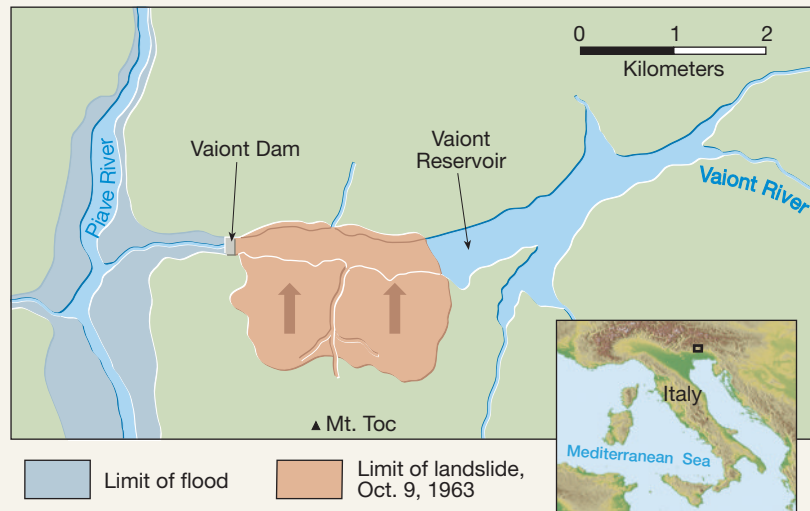 0 1 2
Kilometers
Vaiont Dam
Vaiont
Reservoir
Piave River
Vaiont River
▲ Mt. Toc
Italy
Mediterranean Sea
Limit of flood
Limit of landslide,
Oct. 9, 1963